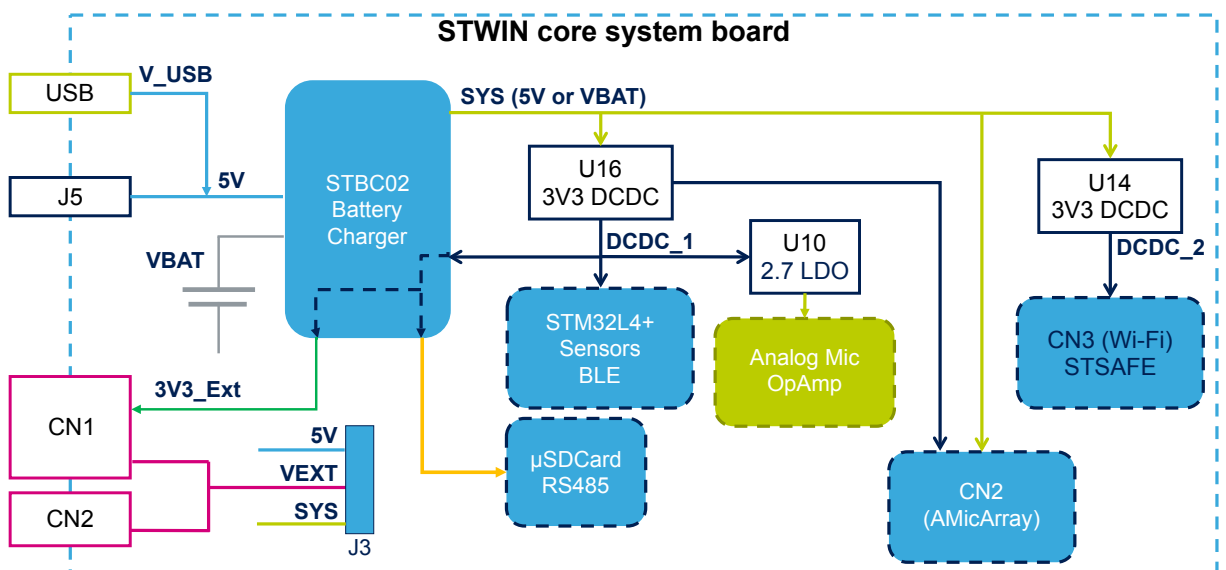 STWIN core system board
V_USB
USB
SYS (5V or VBAT)
J5
5V
STBC02
Battery
Charger
U16
3V3 DCDC
U14
3V3 DCDC
VBAT
DCDC_1
U10
2.7 LDO
DCDC_2
STM32L4+
Sensors
BLE
Analog Mic
OpAmp
CN3 (Wi-Fi)
STSAFE
3V3_Ext
CN1
5V
VEXT
SYS
J3
CN2
µSDCard
RS485
CN2
(AMicArray)